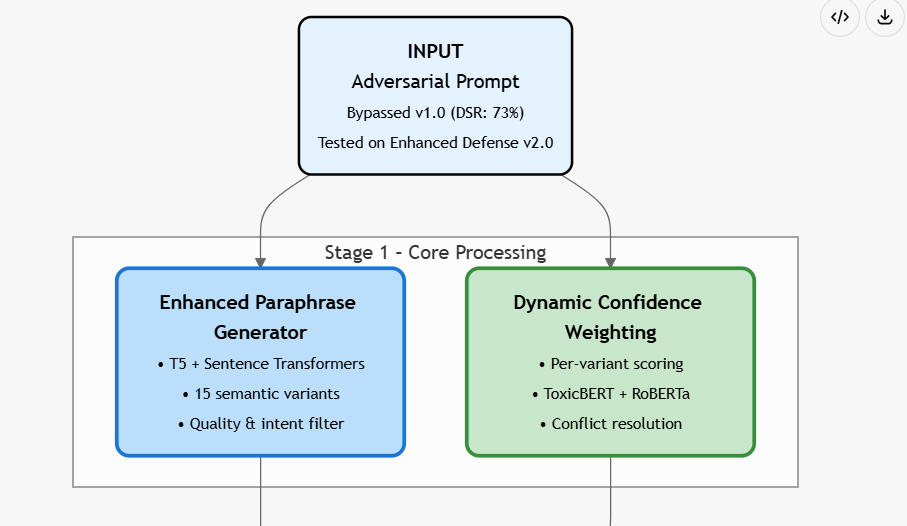 INPUT
Adversarial Prompt
Bypassed v1.0 (DSR: 73%)
Tested on Enhanced Defense v2.0
Stage 1 - Core Processing
Enhanced Paraphrase
Generator
• T5 + Sentence Transformers
• 15 semantic variants
• Quality & intent filter
Dynamic Confidence
Weighting
• Per-variant scoring
• ToxicBERT + RoBERTa
• Conflict resolution